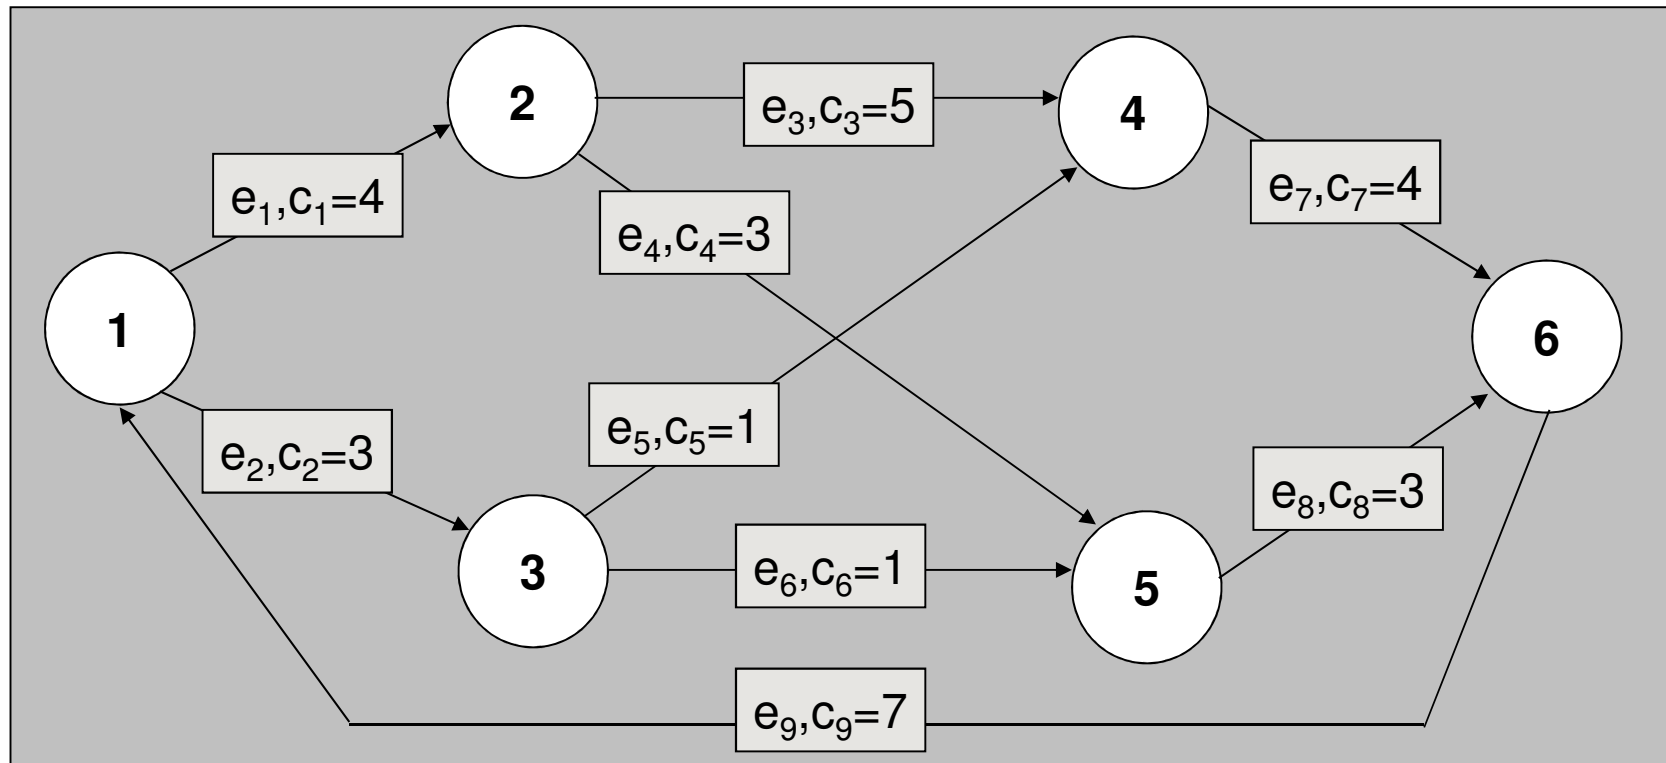 2
4
e₃,c₃=5
e₁,c₁=4
e₇,c₇=4
e₄,c₄=3
1
6
e₅,c₅=1
e₂,c₂=3
e₈,c₈=3
3
e₆,c₆=1
5
e₉,c₉=7